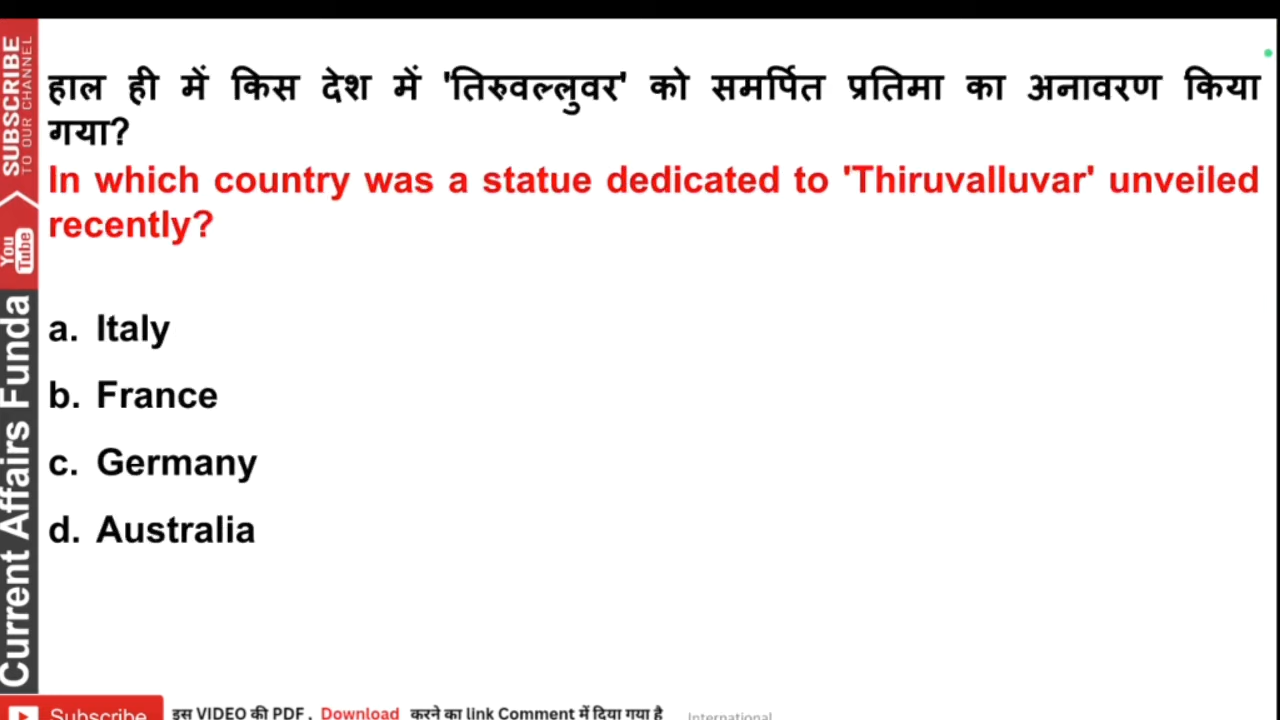 हाल ही में किस देश में 'तिरुवल्लुवर' को समर्पित प्रतिमा का अनावरण किया
गया?
In which country was a statue dedicated to 'Thiruvalluvar' unveiled
recently?
a. Italy
b. France
c. Germany
d. Australia
SUBSCRIBE
TO OUR CHANNEL
You
Tube
Current Affairs Funda
Subscribe
इस VIDEO की PDF , Download करने का link Comment में दिया गया है
International